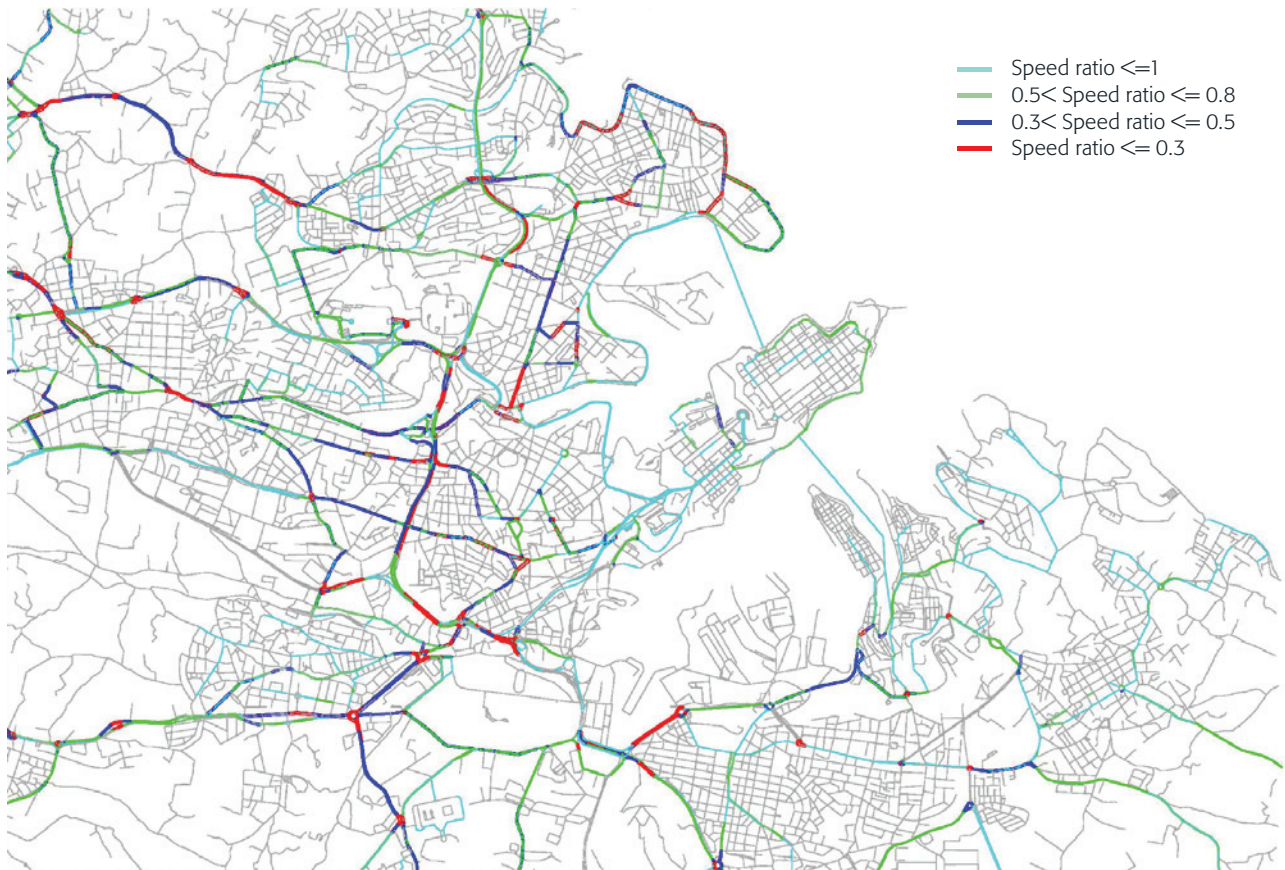 Speed ratio <=1
0.5< Speed ratio <= 0.8
0.3< Speed ratio <= 0.5
Speed ratio <= 0.3